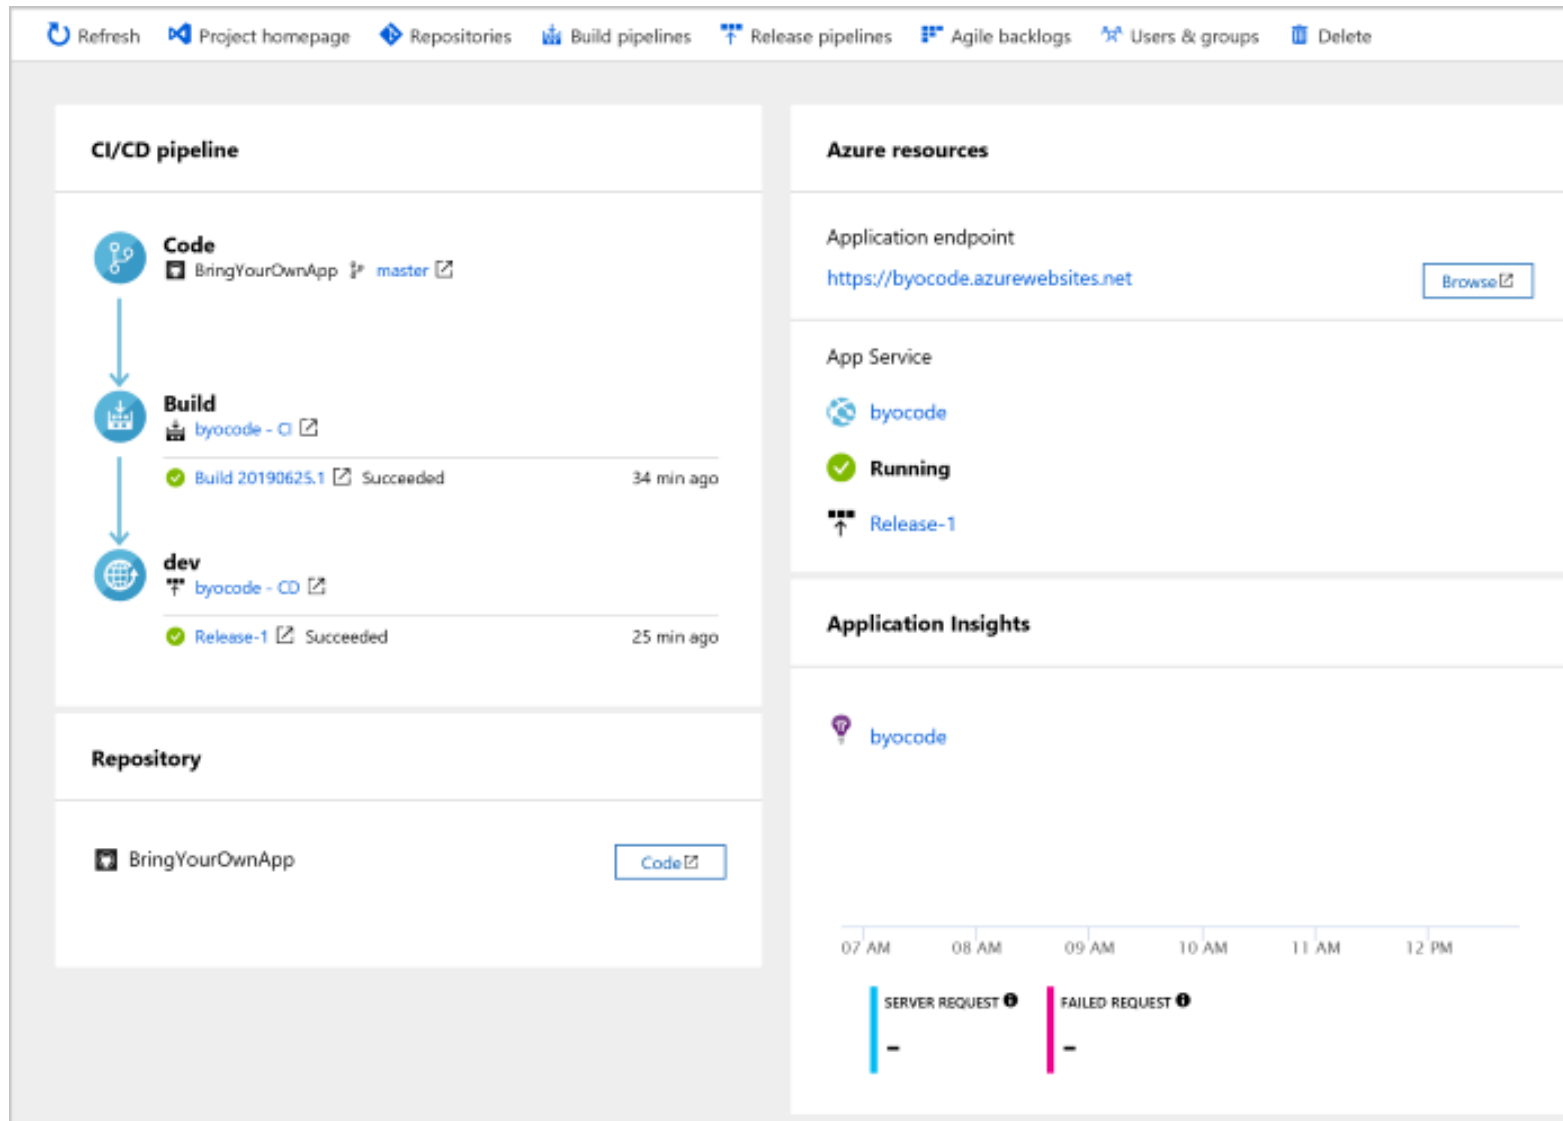 Refresh Project homepage Repositories Build pipelines Release pipelines Agile backlogs Users & groups Delete
CI/CD pipeline
Code
BringYourOwnApp master
Build
byocode - CI
Build 20190625.1 Succeeded 34 min ago
dev
byocode - CD
Release-1 Succeeded 25 min ago
Repository
BringYourOwnApp Code
Azure resources
Application endpoint
https://byocode.azurewebsites.net Browse
App Service
byocode
Running
Release-1
Application Insights
byocode
07 AM 08 AM 09 AM 10 AM 11 AM 12 PM
SERVER REQUEST FAILED REQUEST
- -